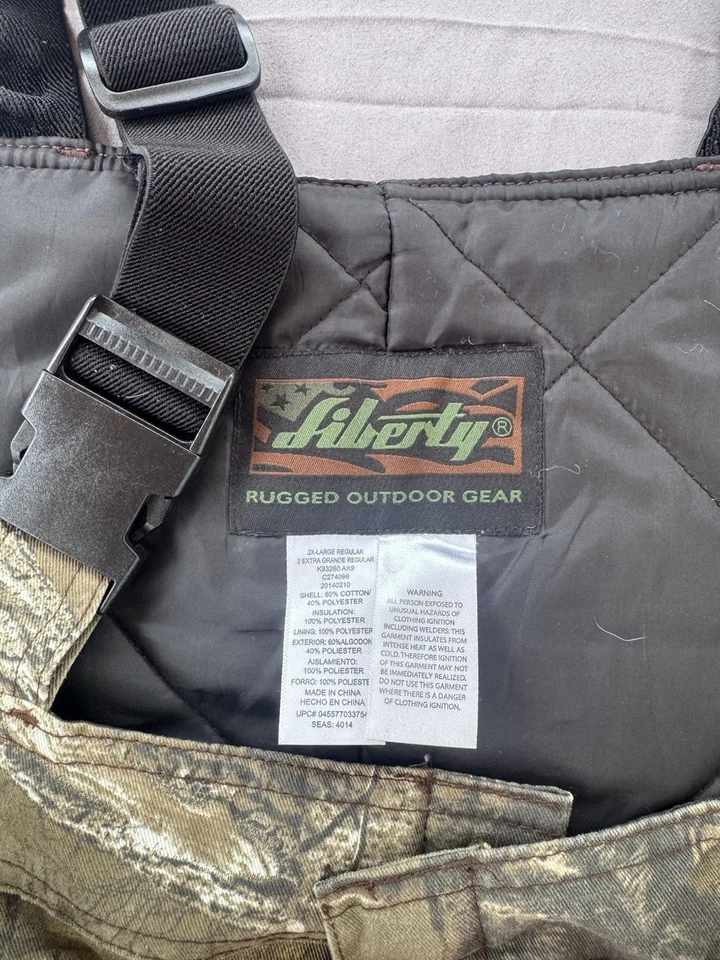 Liberty®
RUGGED OUTDOOR GEAR
2X-LARGE REGULAR
2 EXTRA GRANDE REGULAR
K93260 AX9
C274096
20140210
SHELL: 60% COTTON/
40% POLYESTER
INSULATION:
100% POLYESTER
LINING: 100% POLYESTER
EXTERIOR: 60%ALGODON
40% POLIESTER
AISLAMIENTO:
100% POLIESTER
FORRO: 100% POLIESTE
MADE IN CHINA
HECHO EN CHINA
UPC# 045577033754
SEAS: 4014
WARNING
ALL PERSON EXPOSED TO
UNUSUAL HAZARDS OF
CLOTHING IGNITION
INCLUDING WELDERS: THIS
GARMENT INSULATES FROM
INTENSE HEAT AS WELL AS
COLD. THEREFORE IGNITION
OF THIS GARMENT MAY NOT
BE IMMEDIATELY REALIZED.
DO NOT USE THIS GARMENT
WHERE THERE IS A DANGER
OF CLOTHING IGNITION.